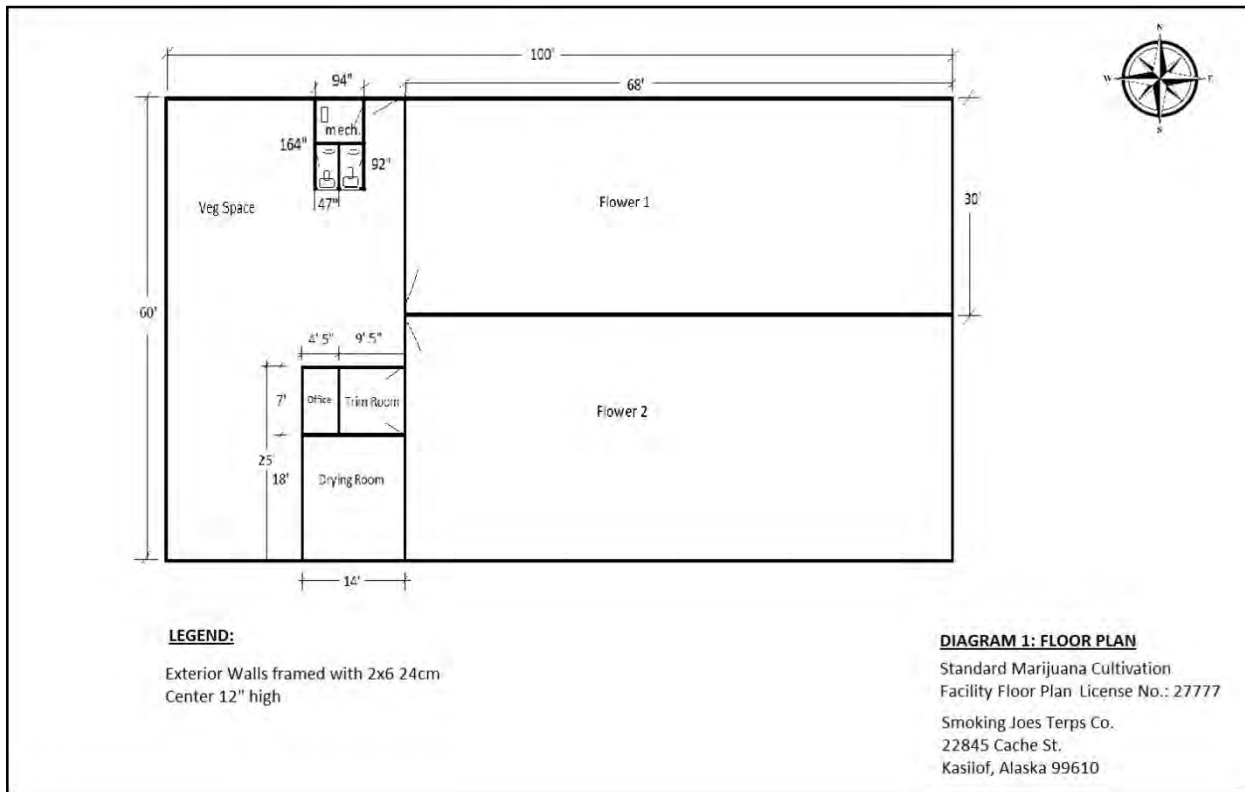 100'
94"
68'
N
W
E
S
mech.
164"
92"
47"
Veg Space
Flower 1
30'
60'
4' 5"
9' 5"
7'
Office
Trim Room
Flower 2
25'
18'
Drying Room
14'
LEGEND:
Exterior Walls framed with 2x6 24cm
Center 12" high
DIAGRAM 1: FLOOR PLAN
Standard Marijuana Cultivation
Facility Floor Plan License No.: 27777
Smoking Joes Terps Co.
22845 Cache St.
Kasilof, Alaska 99610